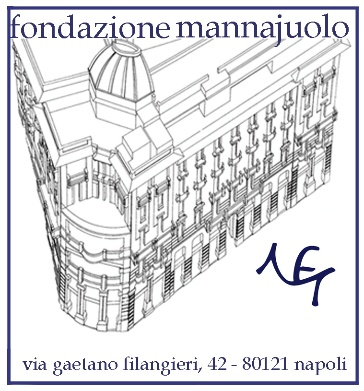 fondazione mannajuolo
via gaetano filangieri, 42 - 80121 napoli